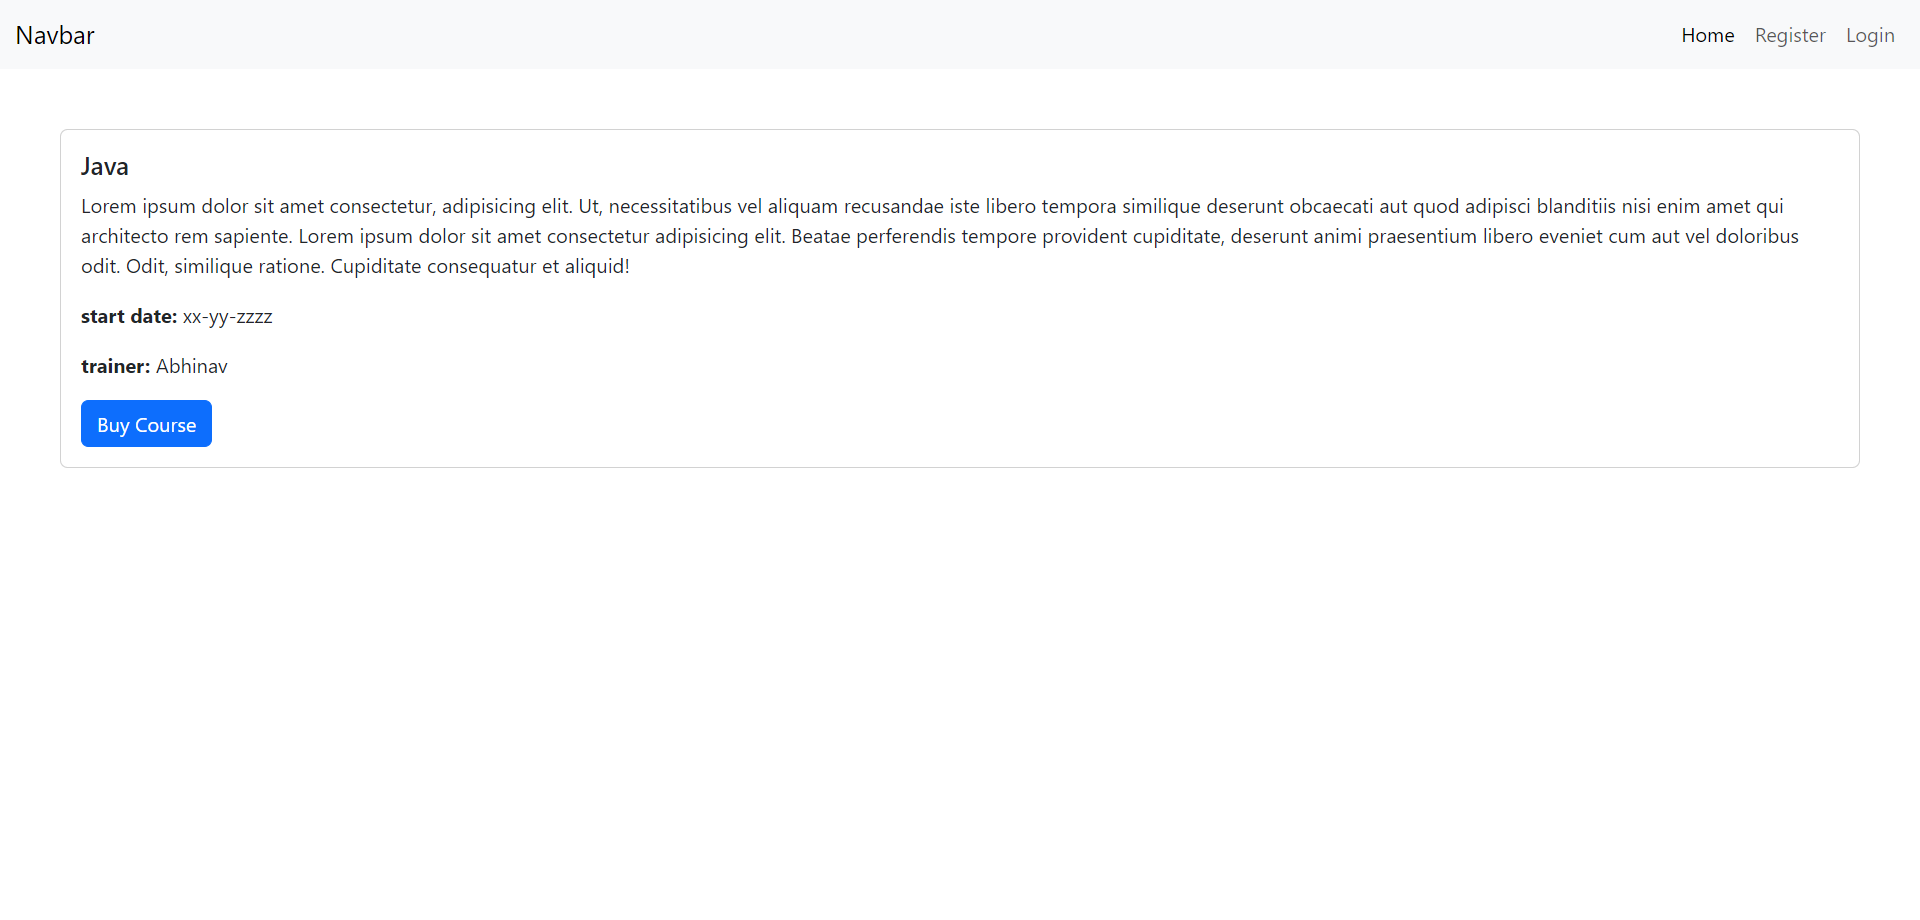 Navbar
Home Register Login
Java
Lorem ipsum dolor sit amet consectetur, adipisicing elit. Ut, necessitatibus vel aliquam recusandae iste libero tempora similique deserunt obcaecati aut quod adipisci blanditiis nisi enim amet qui
architecto rem sapiente. Lorem ipsum dolor sit amet consectetur adipisicing elit. Beatae perferendis tempore provident cupiditate, deserunt animi praesentium libero eveniet cum aut vel doloribus
odit. Odit, similique ratione. Cupiditate consequatur et aliquid!
start date: xx-yy-zzzz
trainer: Abhinav
Buy Course